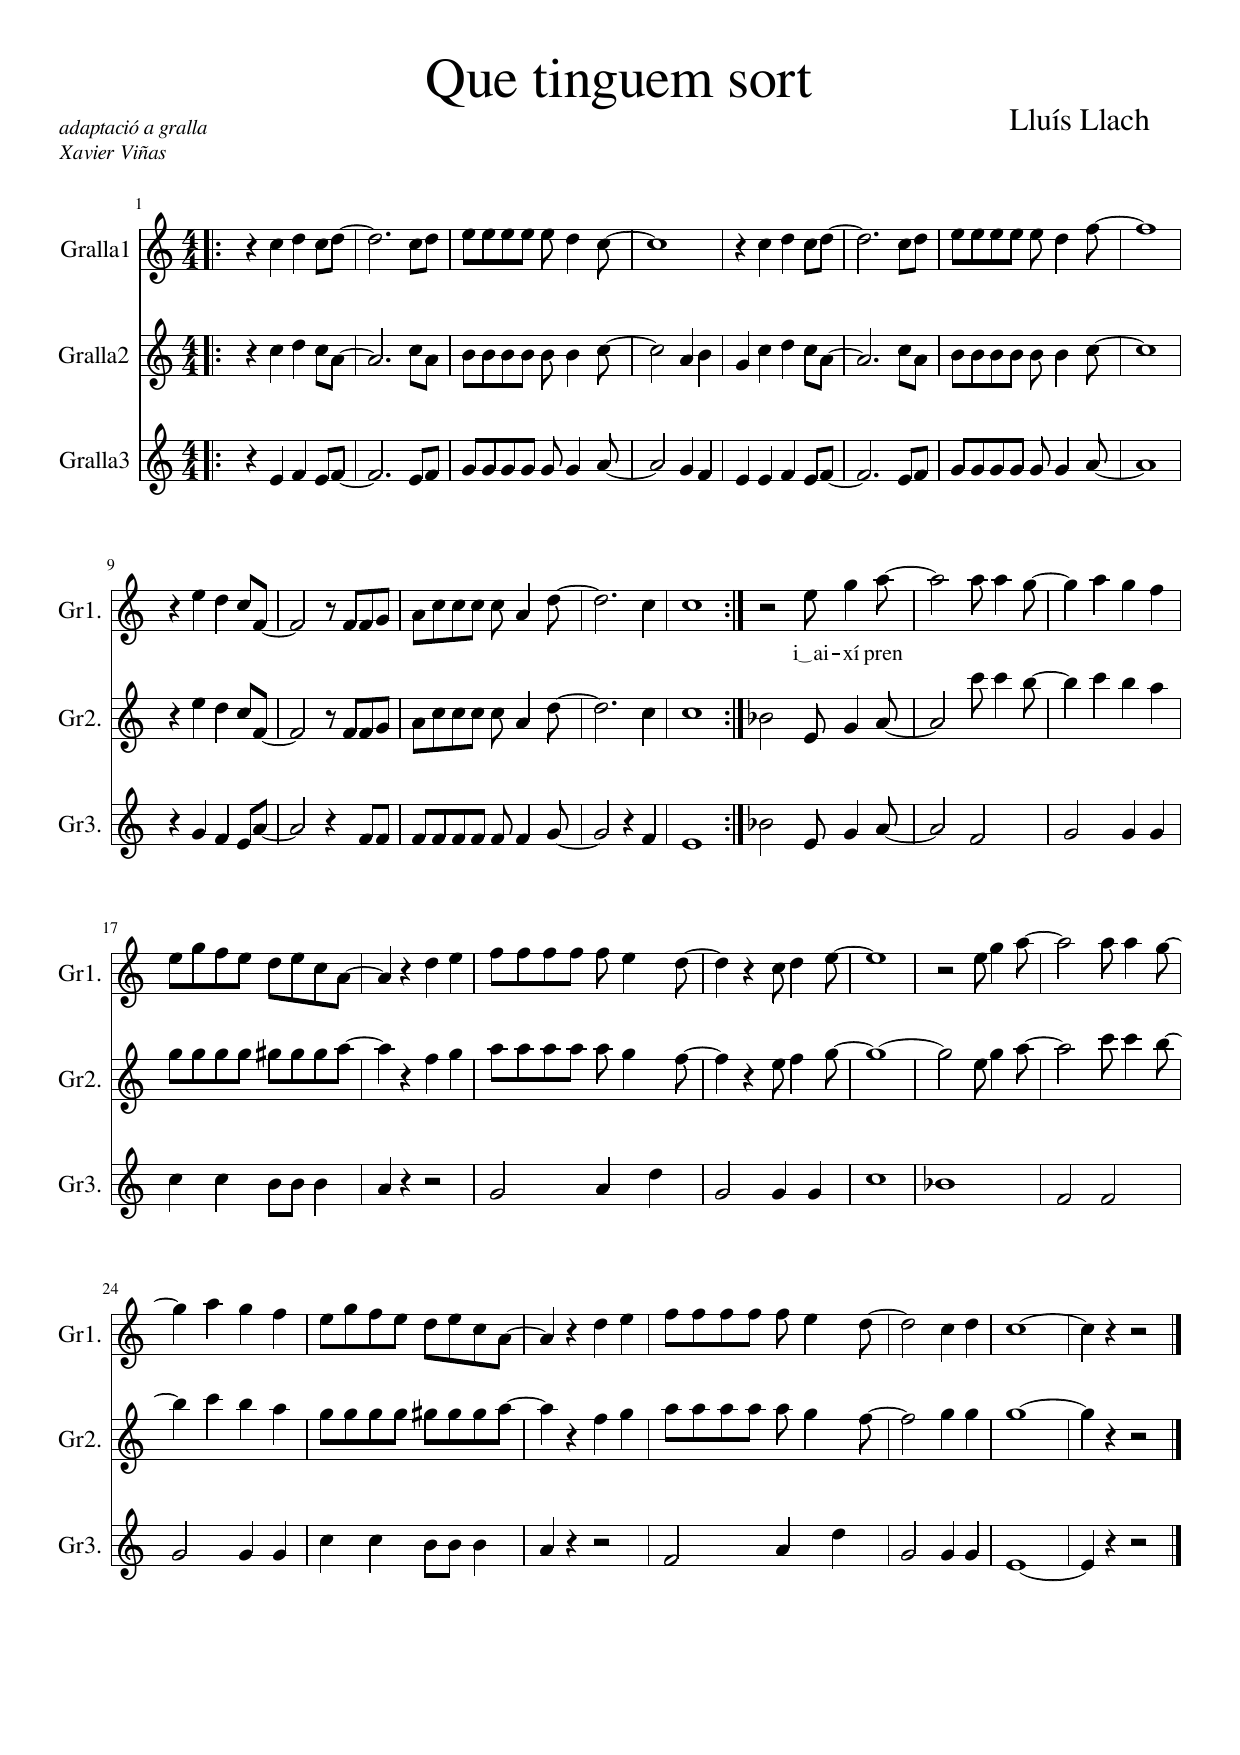 Que tinguem sort
Lluís Llach
adaptació a gralla
Xavier Viñas
1
Gralla1
Gralla2
Gralla3
9
Gr1.
i‿ai-xí pren
Gr2.
Gr3.
17
Gr1.
Gr2.
Gr3.
24
Gr1.
Gr2.
Gr3.